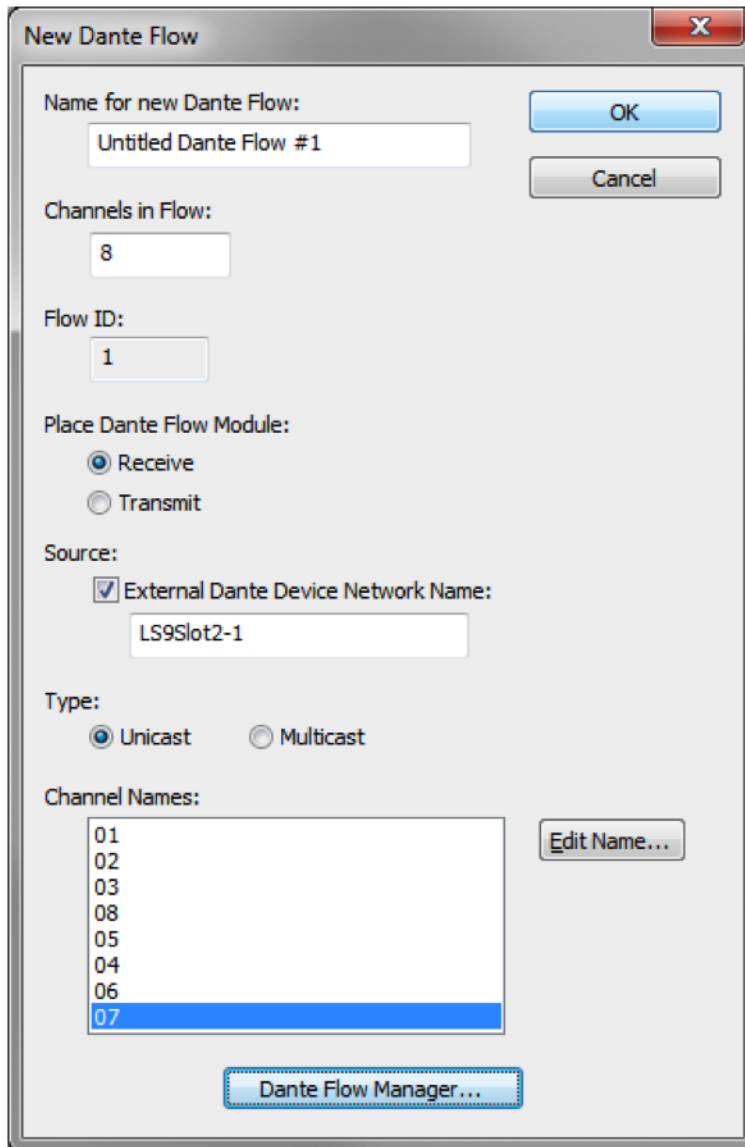 New Dante Flow
Name for new Dante Flow:
OK
Untitled Dante Flow #1
Cancel
Channels in Flow:
8
Flow ID:
1
Place Dante Flow Module:
Receive
Transmit
Source:
External Dante Device Network Name:
LS9Slot2-1
Type:
Unicast Multicast
Channel Names:
01
Edit Name...
02
03
08
05
04
06
07
Dante Flow Manager...